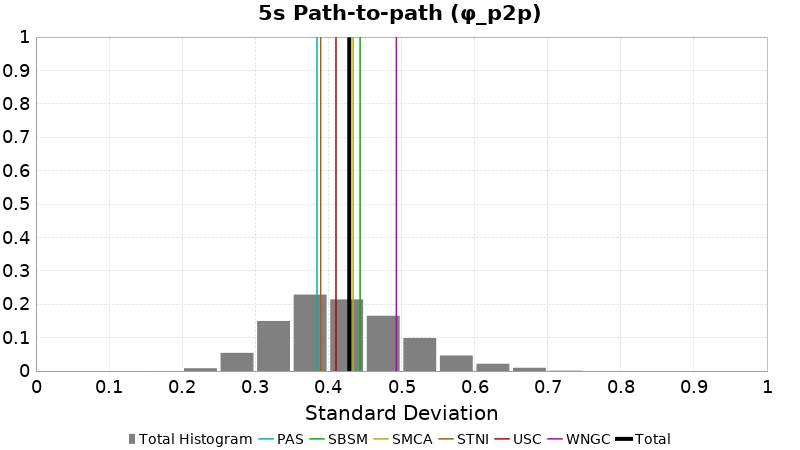 5s Path-to-path (φ_p2p)
1
0.9
0.8
0.7
0.6
0.5
0.4
0.3
0.2
0.1
0
0 0.1 0.2 0.3 0.4 0.5 0.6 0.7 0.8 0.9 1
Standard Deviation
Total Histogram PAS SBSM SMCA STNI USC WNGC Total